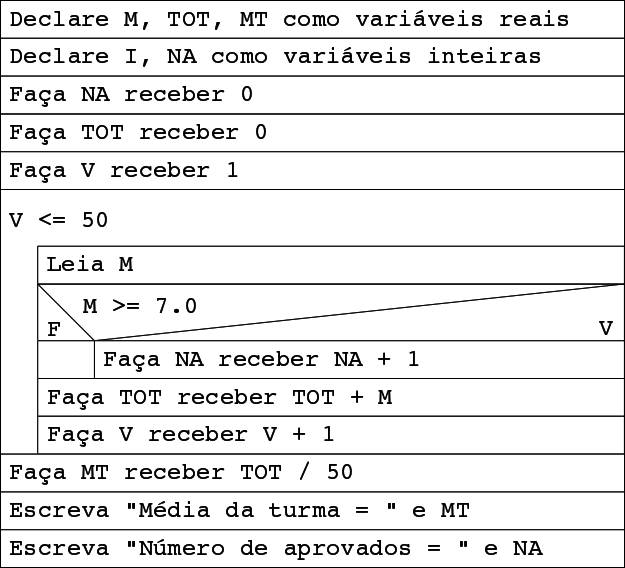 Declare M, TOT, MT como variáveis reais
Declare I, NA como variáveis inteiras
Faça NA receber 0
Faça TOT receber 0
Faça V receber 1
V <= 50
Leia M
M >= 7.0
F
V
Faça NA receber NA + 1
Faça TOT receber TOT + M
Faça V receber V + 1
Faça MT receber TOT / 50
Escreva "Média da turma = " e MT
Escreva "Número de aprovados = " e NA